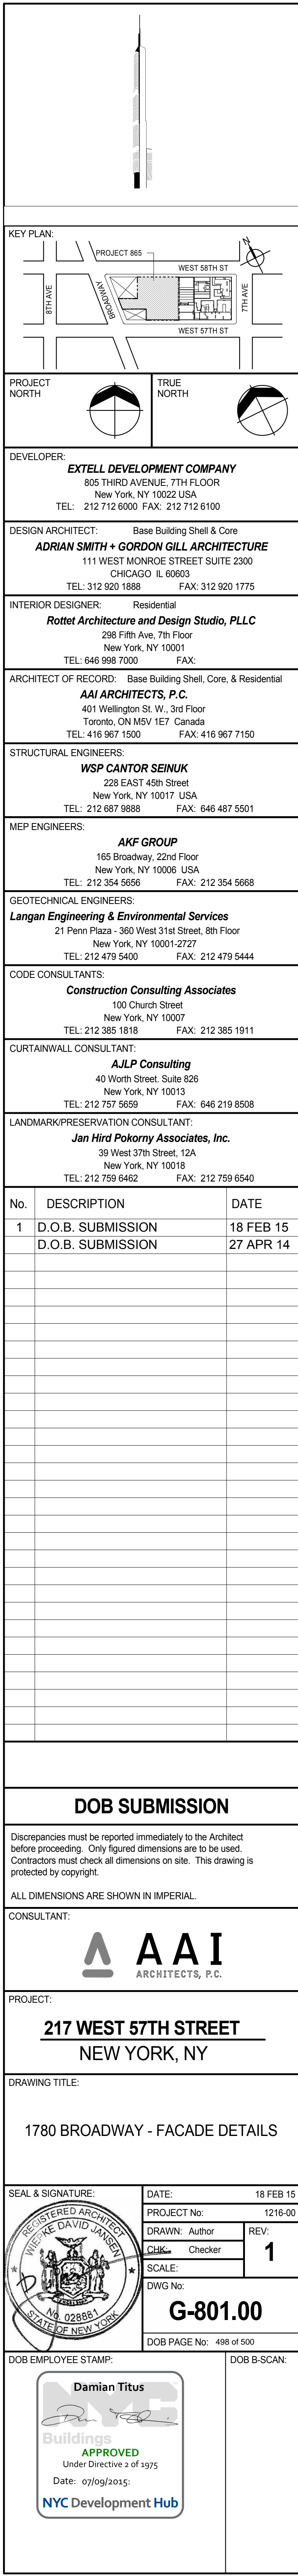 KEY PLAN:
N
PROJECT 865
WEST 58TH ST
8TH AVE
BROADWAY
7TH AVE
WEST 57TH ST
PROJECT
NORTH
TRUE
NORTH
DEVELOPER:
EXTELL DEVELOPMENT COMPANY
805 THIRD AVENUE, 7TH FLOOR
New York, NY 10022 USA
TEL: 212 712 6000 FAX: 212 712 6100
DESIGN ARCHITECT: Base Building Shell & Core
ADRIAN SMITH + GORDON GILL ARCHITECTURE
111 WEST MONROE STREET SUITE 2300
CHICAGO IL 60603
TEL: 312 920 1888 FAX: 312 920 1775
INTERIOR DESIGNER: Residential
Rottet Architecture and Design Studio, PLLC
298 Fifth Ave, 7th Floor
New York, NY 10001
TEL: 646 998 7000 FAX:
ARCHITECT OF RECORD: Base Building Shell, Core, & Residential
AAI ARCHITECTS, P.C.
401 Wellington St. W., 3rd Floor
Toronto, ON M5V 1E7 Canada
TEL: 416 967 1500 FAX: 416 967 7150
STRUCTURAL ENGINEERS:
WSP CANTOR SEINUK
228 EAST 45th Street
New York, NY 10017 USA
TEL: 212 687 9888 FAX: 646 487 5501
MEP ENGINEERS:
AKF GROUP
165 Broadway, 22nd Floor
New York, NY 10006 USA
TEL: 212 354 5656 FAX: 212 354 5668
GEOTECHNICAL ENGINEERS:
Langan Engineering & Environmental Services
21 Penn Plaza - 360 West 31st Street, 8th Floor
New York, NY 10001-2727
TEL: 212 479 5400 FAX: 212 479 5444
CODE CONSULTANTS:
Construction Consulting Associates
100 Church Street
New York, NY 10007
TEL: 212 385 1818 FAX: 212 385 1911
CURTAINWALL CONSULTANT:
AJLP Consulting
40 Worth Street. Suite 826
New York, NY 10013
TEL: 212 757 5659 FAX: 646 219 8508
LANDMARK/PRESERVATION CONSULTANT:
Jan Hird Pokorny Associates, Inc.
39 West 37th Street, 12A
New York, NY 10018
TEL: 212 759 6462 FAX: 212 759 6540
No. DESCRIPTION DATE
1 D.O.B. SUBMISSION 18 FEB 15
D.O.B. SUBMISSION 27 APR 14
DOB SUBMISSION
Discrepancies must be reported immediately to the Architect
before proceeding. Only figured dimensions are to be used.
Contractors must check all dimensions on site. This drawing is
protected by copyright.
ALL DIMENSIONS ARE SHOWN IN IMPERIAL.
CONSULTANT:
AAI
ARCHITECTS, P.C.
PROJECT:
217 WEST 57TH STREET
NEW YORK, NY
DRAWING TITLE:
1780 BROADWAY - FACADE DETAILS
SEAL & SIGNATURE:
REGISTERED ARCHITECT
WIEPKE DAVID JANSEN
No. 028881
STATE OF NEW YORK
DATE: 18 FEB 15
PROJECT No: 1216-00
DRAWN: Author
CHK: Checker
SCALE:
REV:
1
DWG No:
G-801.00
DOB PAGE No: 498 of 500
DOB EMPLOYEE STAMP:
DOB B-SCAN:
Damian Titus
NYC
Buildings
APPROVED
Under Directive 2 of 1975
Date: 07/09/2015:
NYC Development Hub